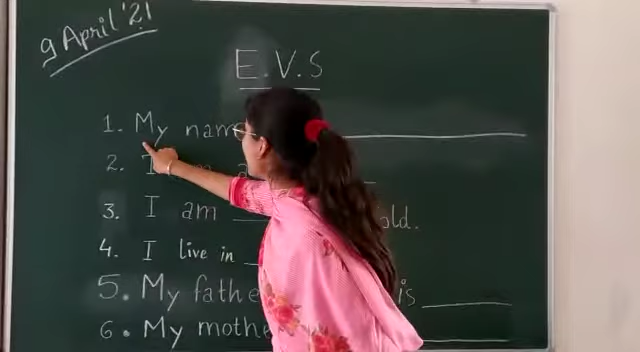 9 April '21
E.V.S
1. My nam
2. I
3. I am
4. I live in
5. My fathe is
6. My mothe